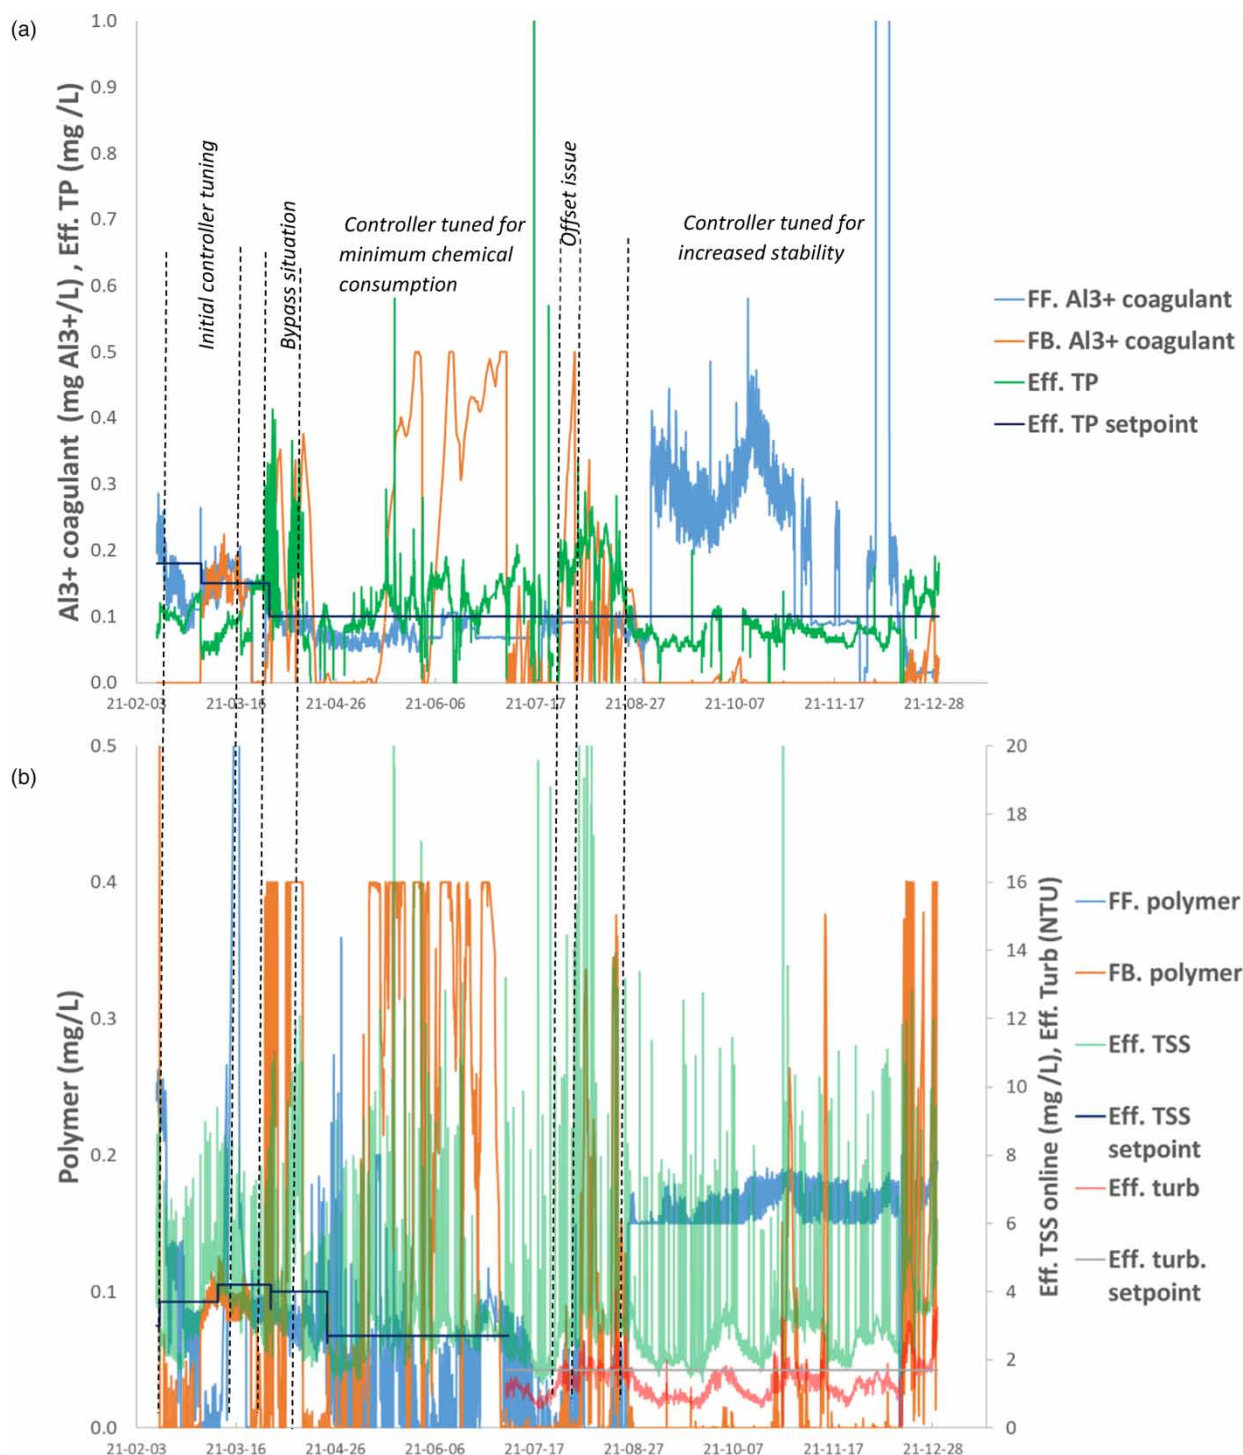 (a)
Al3+ coagulant (mg Al3+/L) , Eff. TP (mg /L)
1.0
0.9
0.8
0.7
0.6
0.5
0.4
0.3
0.2
0.1
0.0
Initial controller tuning
Bypass situation
Controller tuned for
minimum chemical
consumption
Offset issue
Controller tuned for
increased stability
FF. Al3+ coagulant
FB. Al3+ coagulant
Eff. TP
Eff. TP setpoint
21-02-03 21-03-16 21-04-26 21-06-06 21-07-17 21-08-27 21-10-07 21-11-17 21-12-28
(b)
Polymer (mg/L)
0.5
0.4
0.3
0.2
0.1
0.0
20
18
16
14
12
10
8
6
4
2
0
Eff. TSS online (mg /L), Eff. Turb (NTU)
FF. polymer
FB. polymer
Eff. TSS
Eff. TSS
setpoint
Eff. turb
Eff. turb.
setpoint
21-02-03 21-03-16 21-04-26 21-06-06 21-07-17 21-08-27 21-10-07 21-11-17 21-12-28